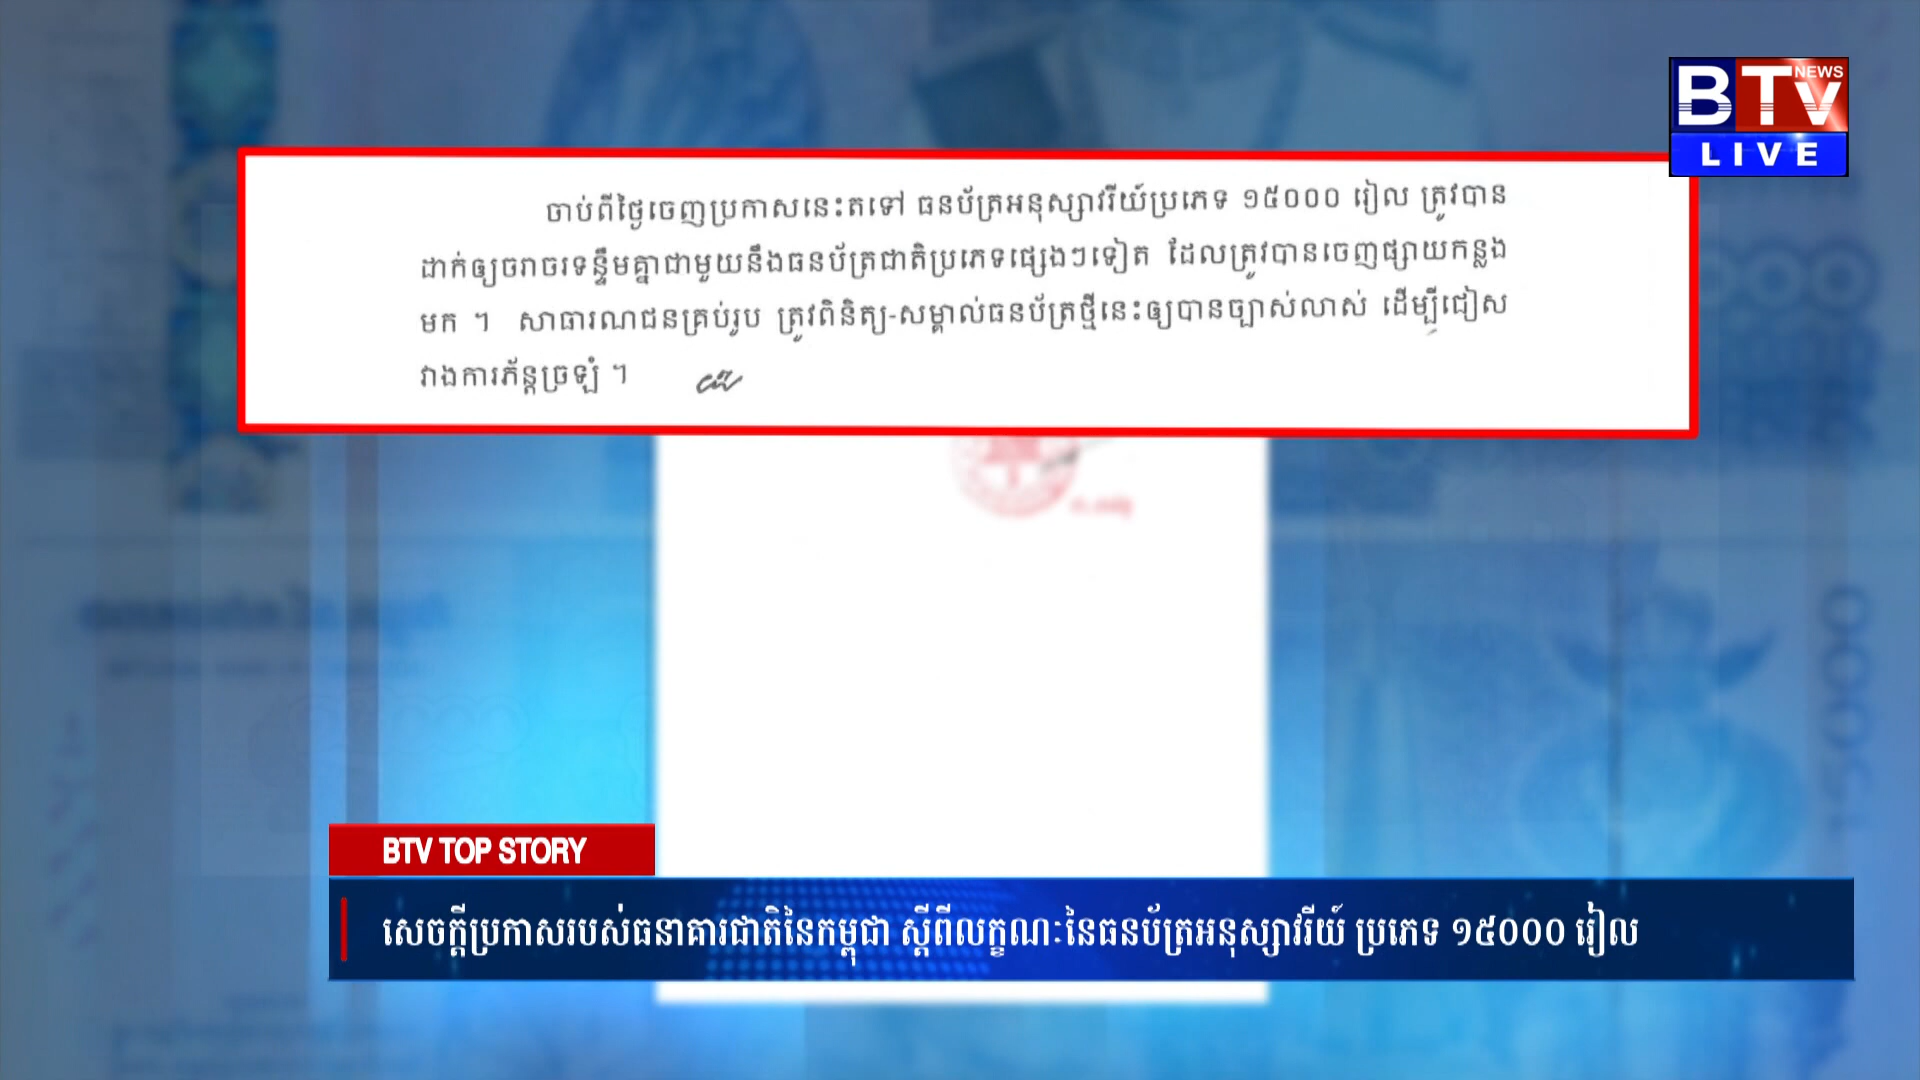 BTV NEWS
LIVE
ចាប់ពីថ្ងៃចេញប្រកាសនេះតទៅ ធនប័ត្រអនុស្សាវរីយ៍ប្រភេទ ១៥០០០ រៀល ត្រូវបាន
ដាក់ឲ្យចរាចរទន្ទឹមគ្នាជាមួយនឹងធនប័ត្រជាតិប្រភេទផ្សេងៗទៀត ដែលត្រូវបានចេញផ្សាយកន្លង
មក ។ សាធារណជនគ្រប់រូប ត្រូវពិនិត្យ-សម្គាល់ធនប័ត្រថ្មីនេះឲ្យបានច្បាស់លាស់ ដើម្បីជៀស
វាងការភ័ន្តច្រឡំ ។
BTV TOP STORY
សេចក្តីប្រកាសរបស់ធនាគារជាតិនៃកម្ពុជា ស្តីពីលក្ខណៈនៃធនប័ត្រអនុស្សាវរីយ៍ ប្រភេទ ១៥០០០ រៀល